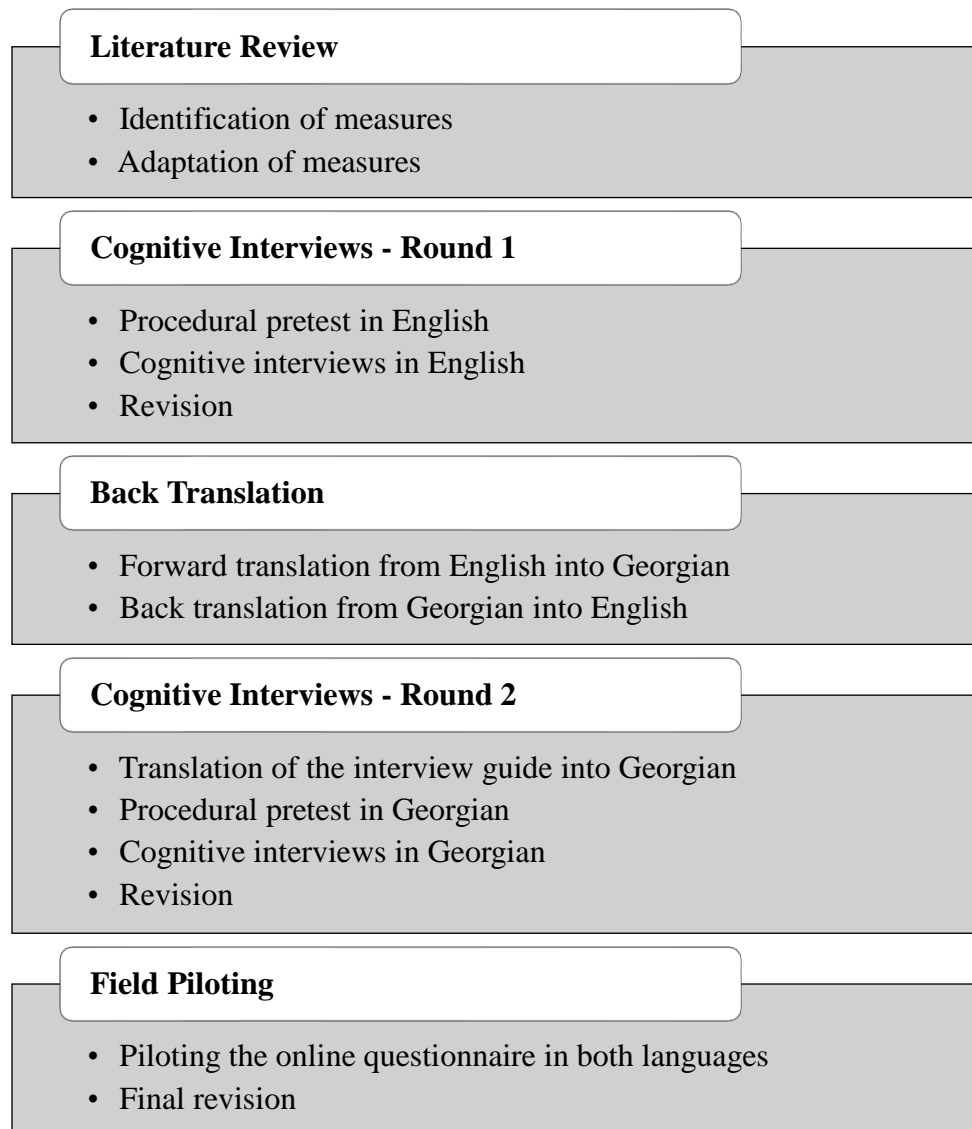 Literature Review
• Identification of measures
• Adaptation of measures
Cognitive Interviews - Round 1
• Procedural pretest in English
• Cognitive interviews in English
• Revision
Back Translation
• Forward translation from English into Georgian
• Back translation from Georgian into English
Cognitive Interviews - Round 2
• Translation of the interview guide into Georgian
• Procedural pretest in Georgian
• Cognitive interviews in Georgian
• Revision
Field Piloting
• Piloting the online questionnaire in both languages
• Final revision